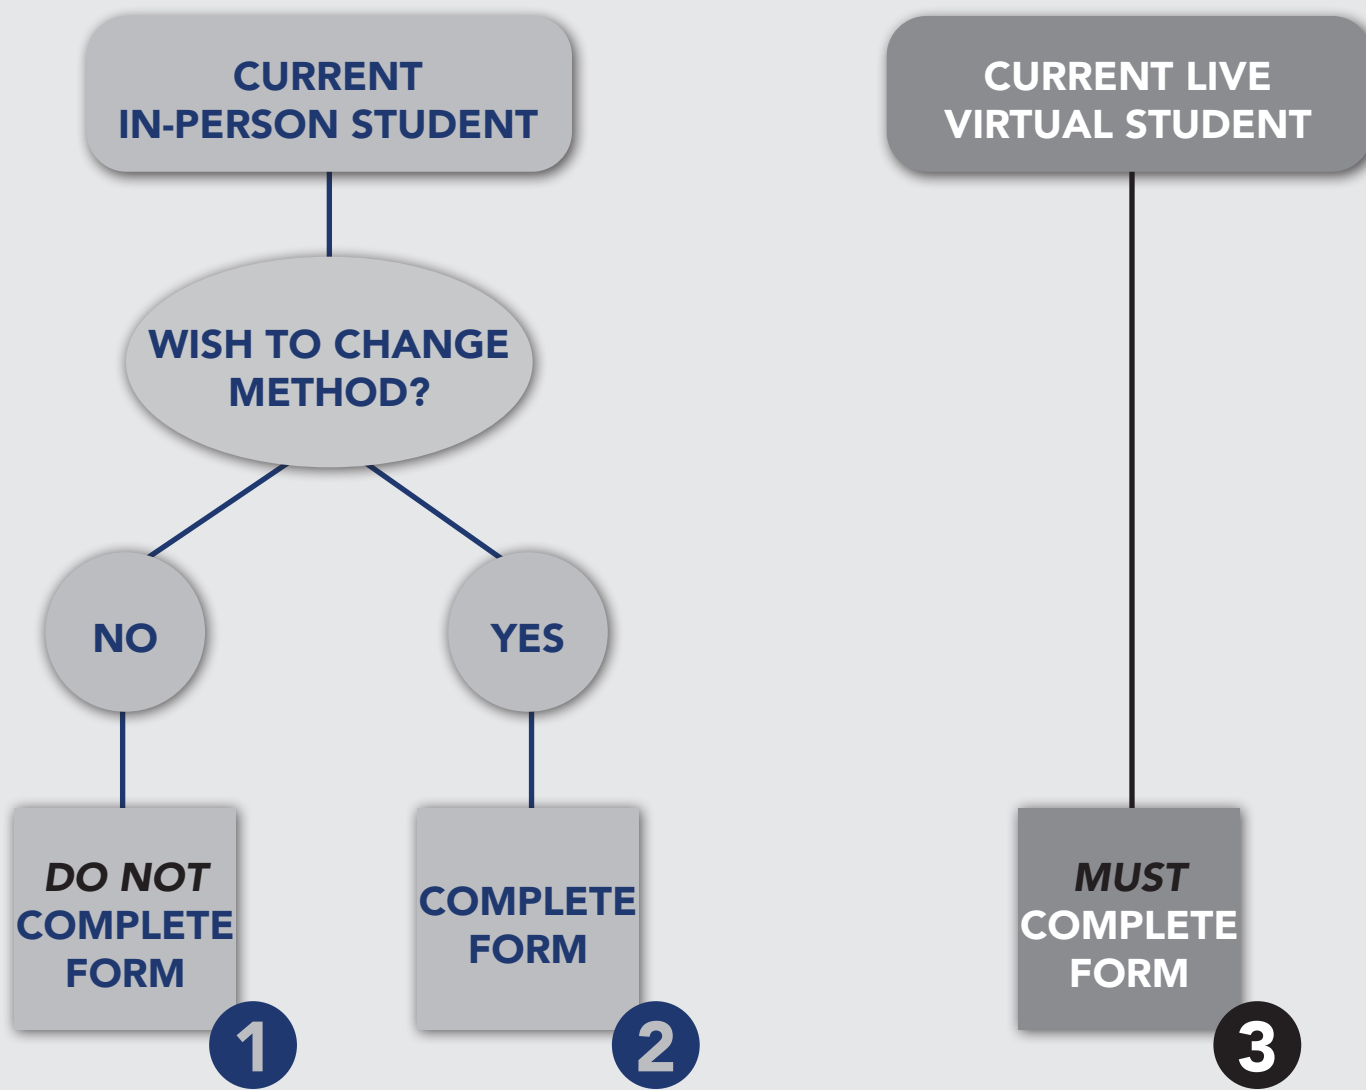 CURRENT
IN-PERSON STUDENT
WISH TO CHANGE
METHOD?
NO
YES
DO NOT
COMPLETE
FORM
1
COMPLETE
FORM
2
CURRENT LIVE
VIRTUAL STUDENT
MUST
COMPLETE
FORM
3